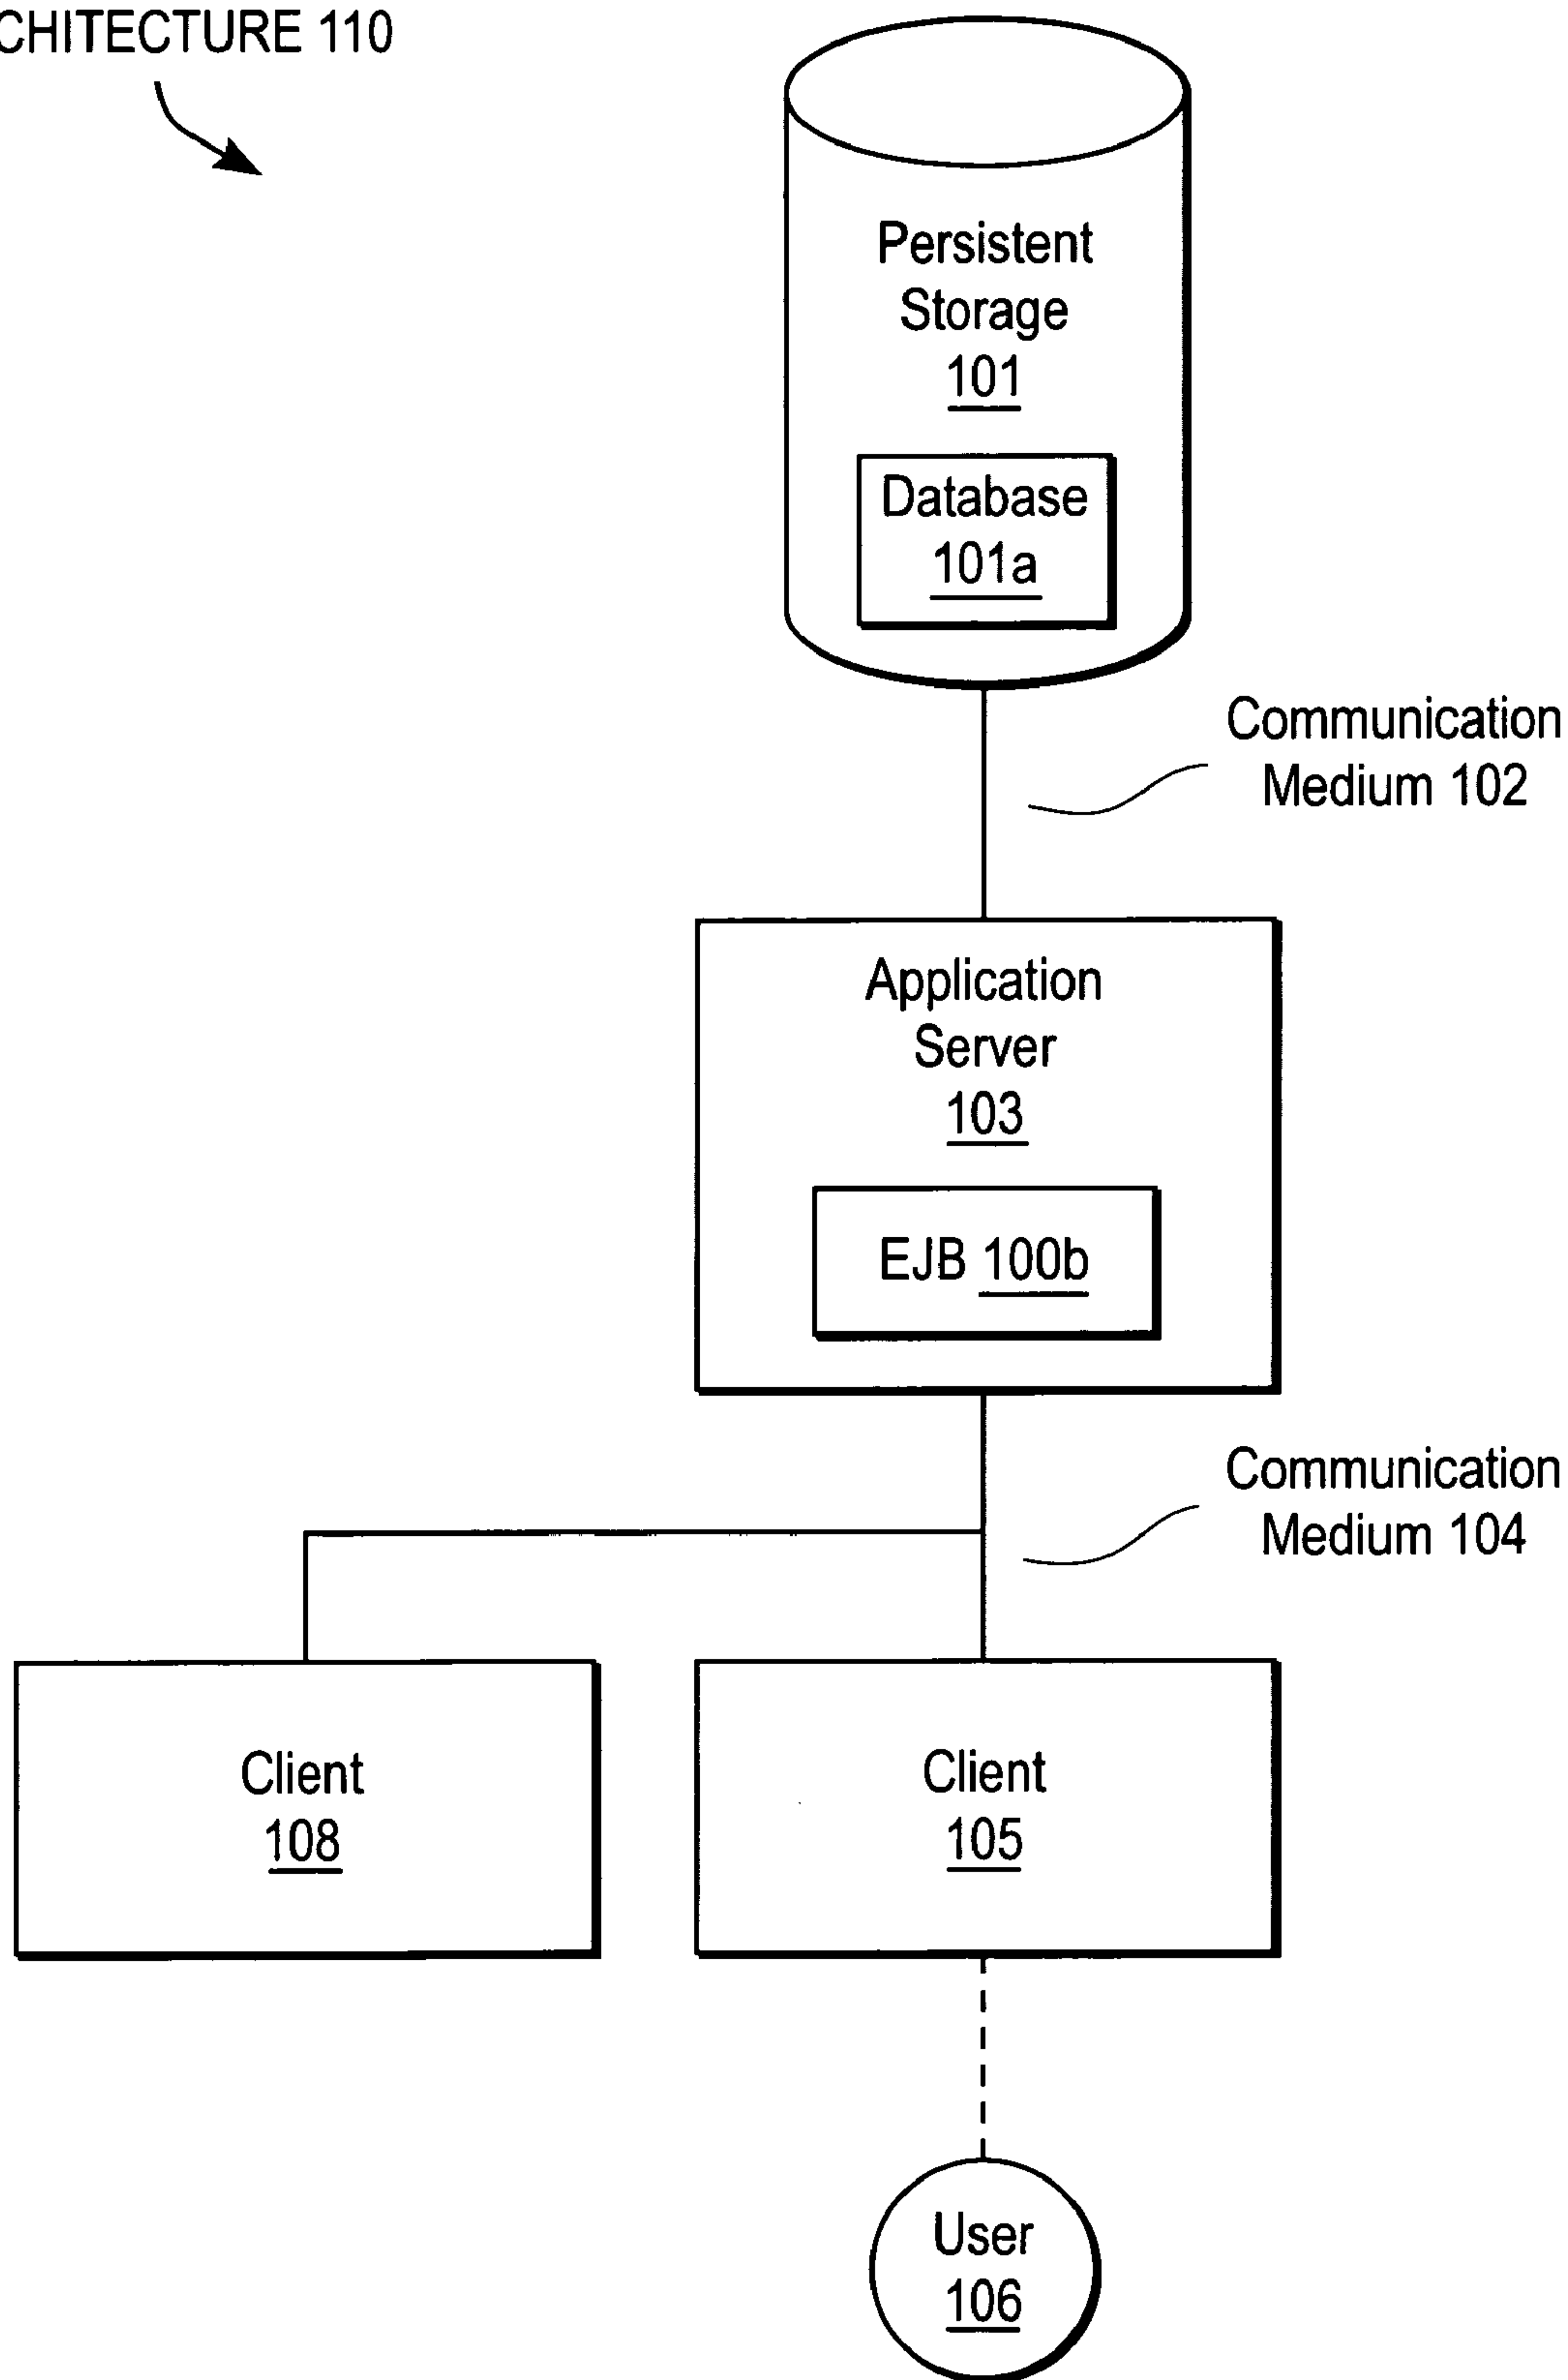 CHITECTURE 110
Persistent
Storage
101
Database
101a
Communication
Medium 102
Application
Server
103
EJB 100b
Communication
Medium 104
Client
108
Client
105
User
106